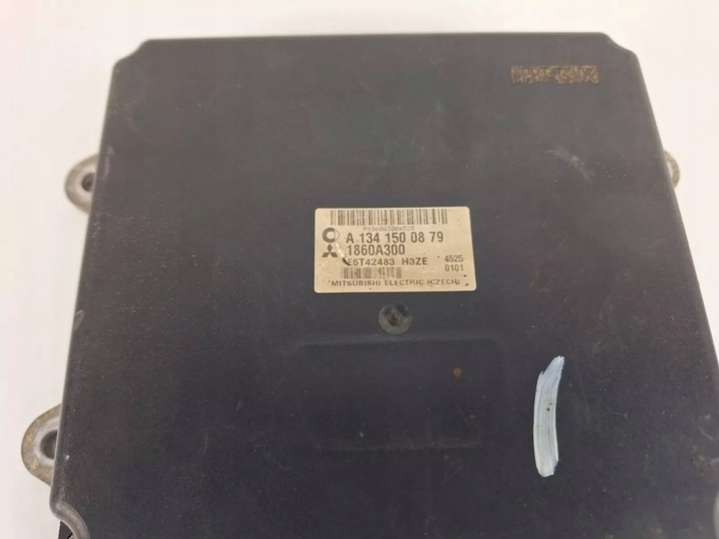 A 134 150 08 79
1860A300
E6T42483 H3ZE 4525
0101
MITSUBISHI ELECTRIC (CZECH)